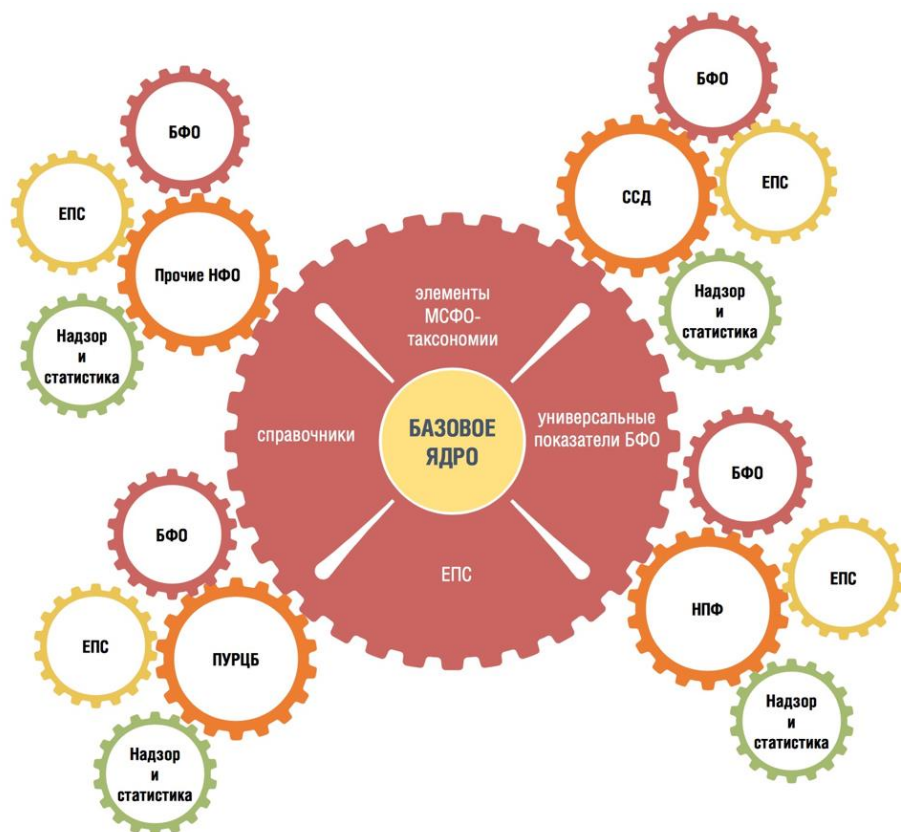 БФО
ЕПС
Прочие НФО
Надзор
и
статистика
БФО
ССД
ЕПС
Надзор
и
статистика
элементы
МСФО-
таксономии
справочники
БАЗОВОЕ
ЯДРО
универсальные
показатели БФО
ЕПС
БФО
ЕПС
ПУРЦБ
Надзор
и
статистика
БФО
ЕПС
НПФ
Надзор
и
статистика